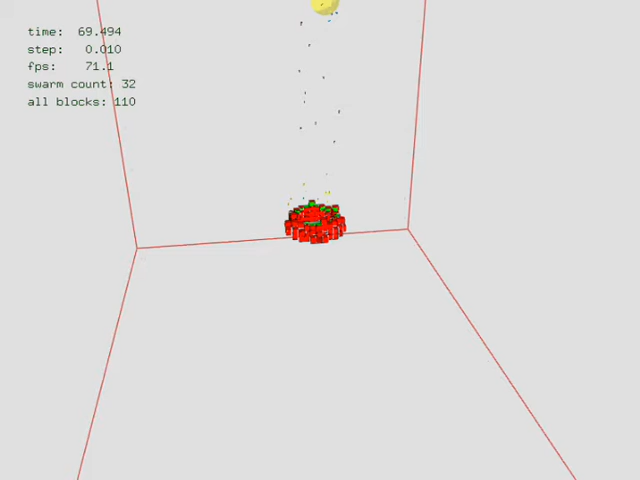 time: 69.494
step: 0.010
fps: 71.1
swarm count: 32
all blocks: 110